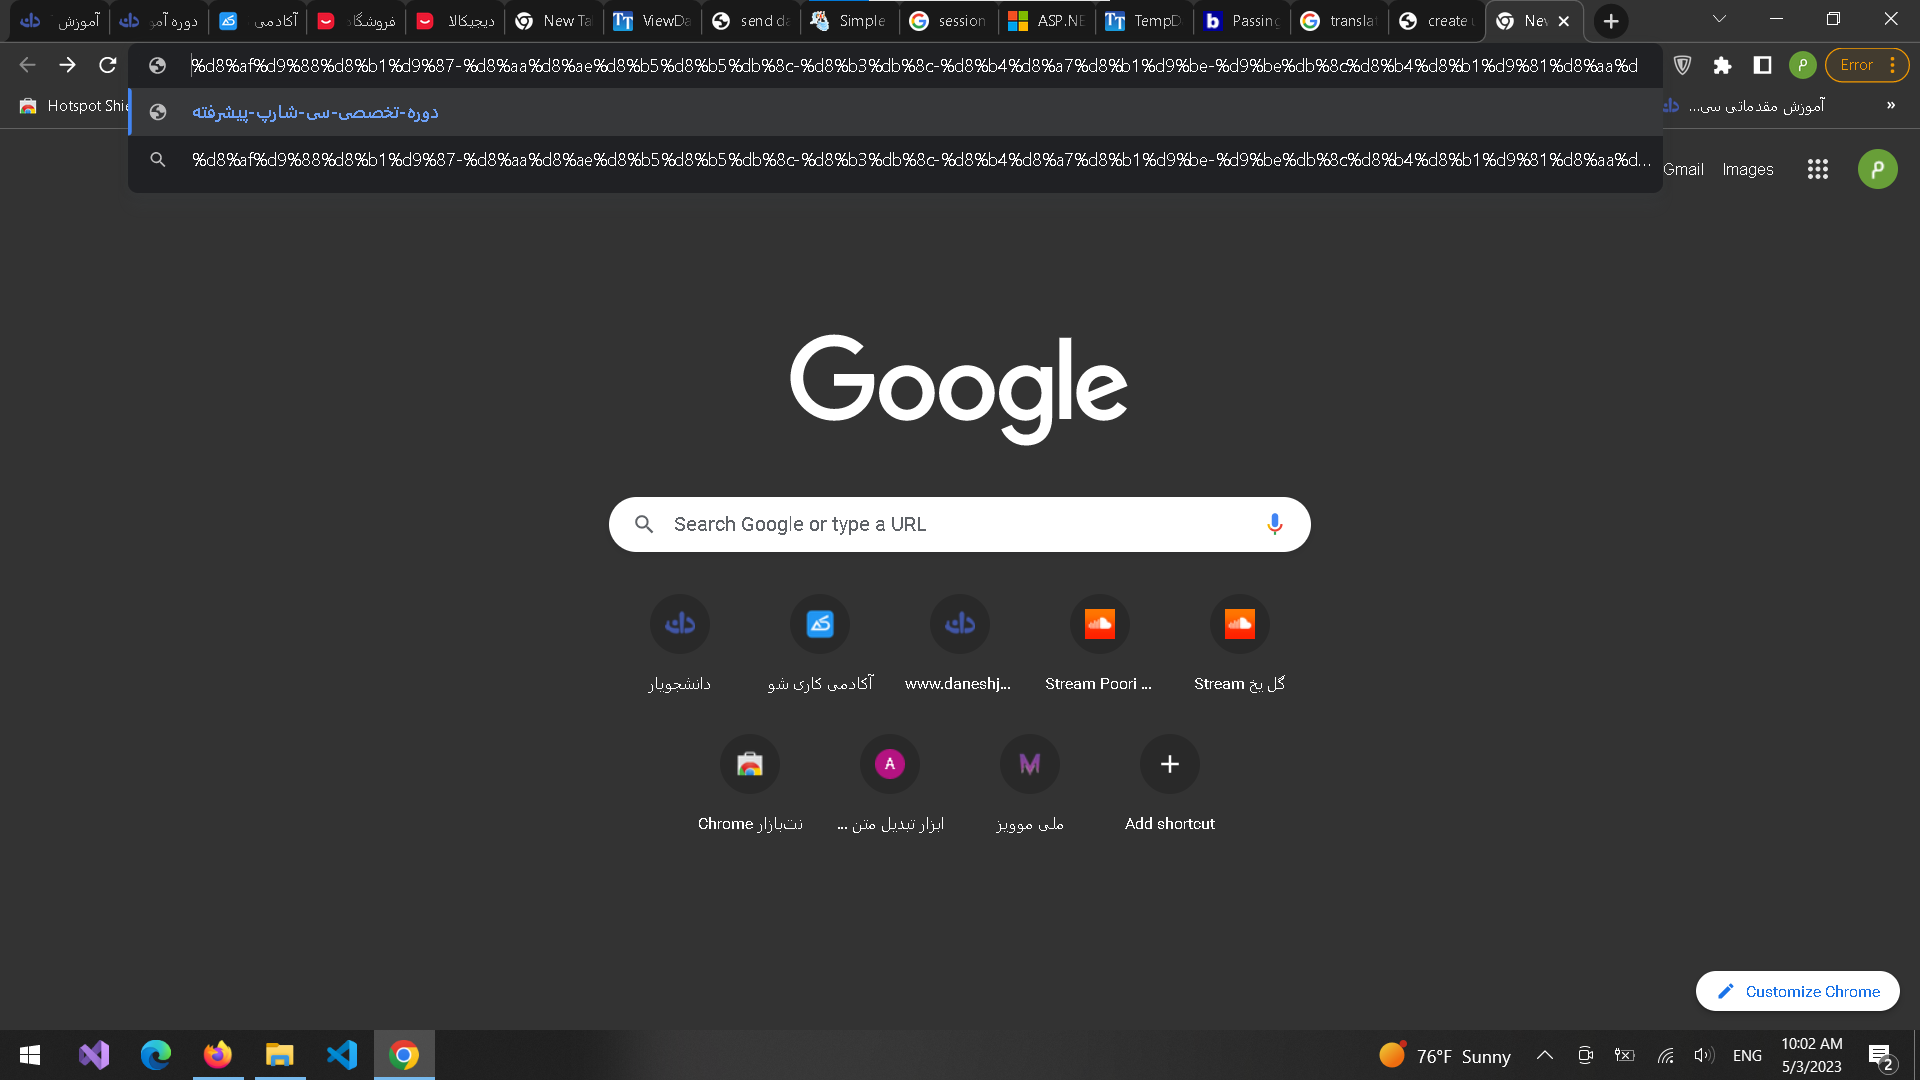 آموزش
دوره آمو
آکادمی
فروشگاه
دیجیکالا
New Ta
ViewDa
send da
Simple
session
ASP.NE
TempD
Passing
translat
create u
Nev
%d8%af%d9%88%d8%b1%d9%87-%d8%aa%d8%ae%d8%b5%d8%b5%db%8c-%d8%b3%db%8c-%d8%b4%d8%a7%d8%b1%d9%be-%d9%be%db%8c%d8%b4%d8%b1%d9%81%d8%aa%d
P
Error
Hotspot Shie
دوره-تخصصی-سی-شارپ-پیشرفته
آموزش مقدماتی سی...
»
%d8%af%d9%88%d8%b1%d9%87-%d8%aa%d8%ae%d8%b5%d8%b5%db%8c-%d8%b3%db%8c-%d8%b4%d8%a7%d8%b1%d9%be-%d9%be%db%8c%d8%b4%d8%b1%d9%81%d8%aa%d...
Gmail Images
Google
Search Google or type a URL
دانشجویار
آکادمی کاری شو
www.daneshj...
Stream Poori ...
Stream گل یخ
A
Chrome نت‌بازار
ابزار تبدیل متن ...
ملی موویز
Add shortcut
Customize Chrome
76°F Sunny
ENG
10:02 AM
5/3/2023
2